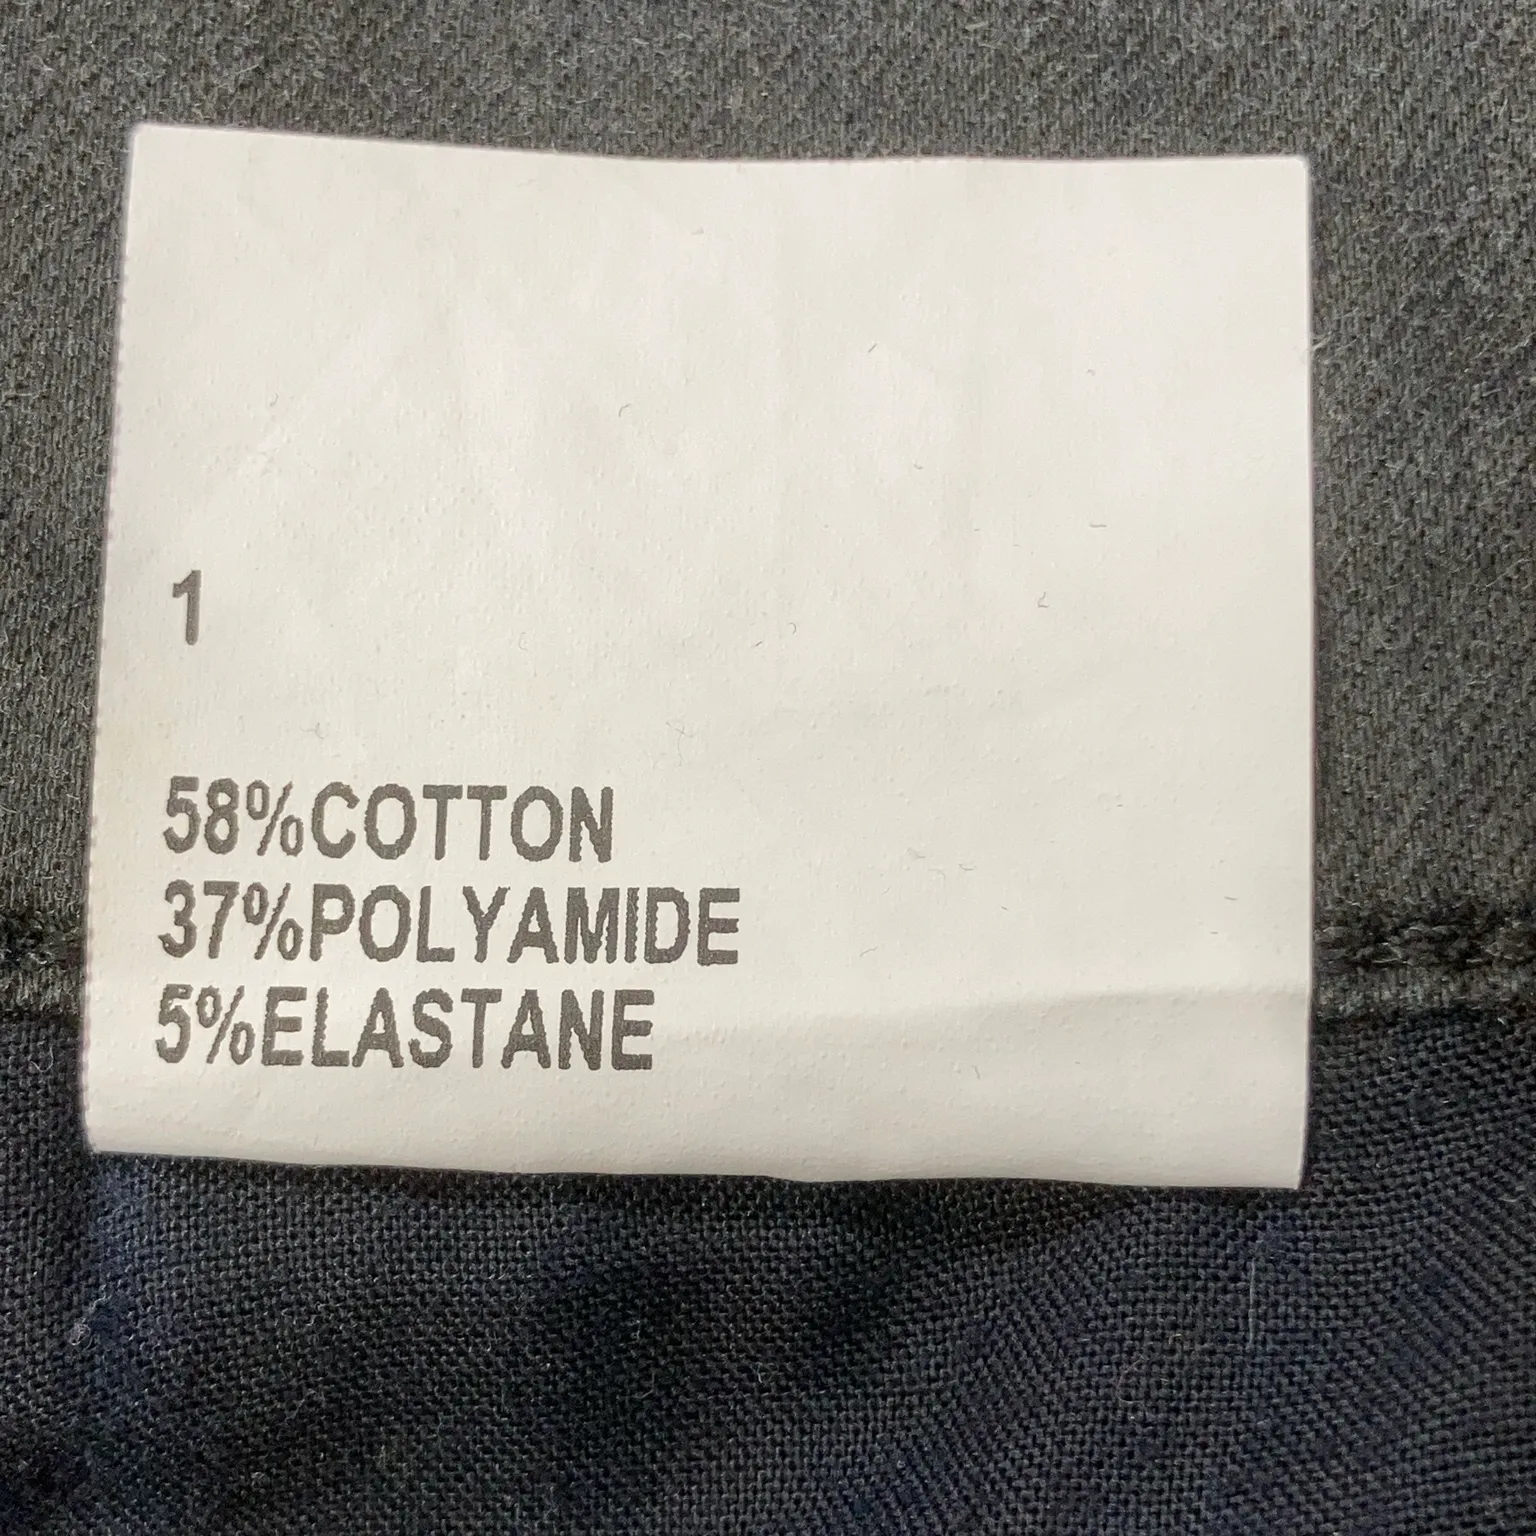 1
58%COTTON
37%POLYAMIDE
5%ELASTANE